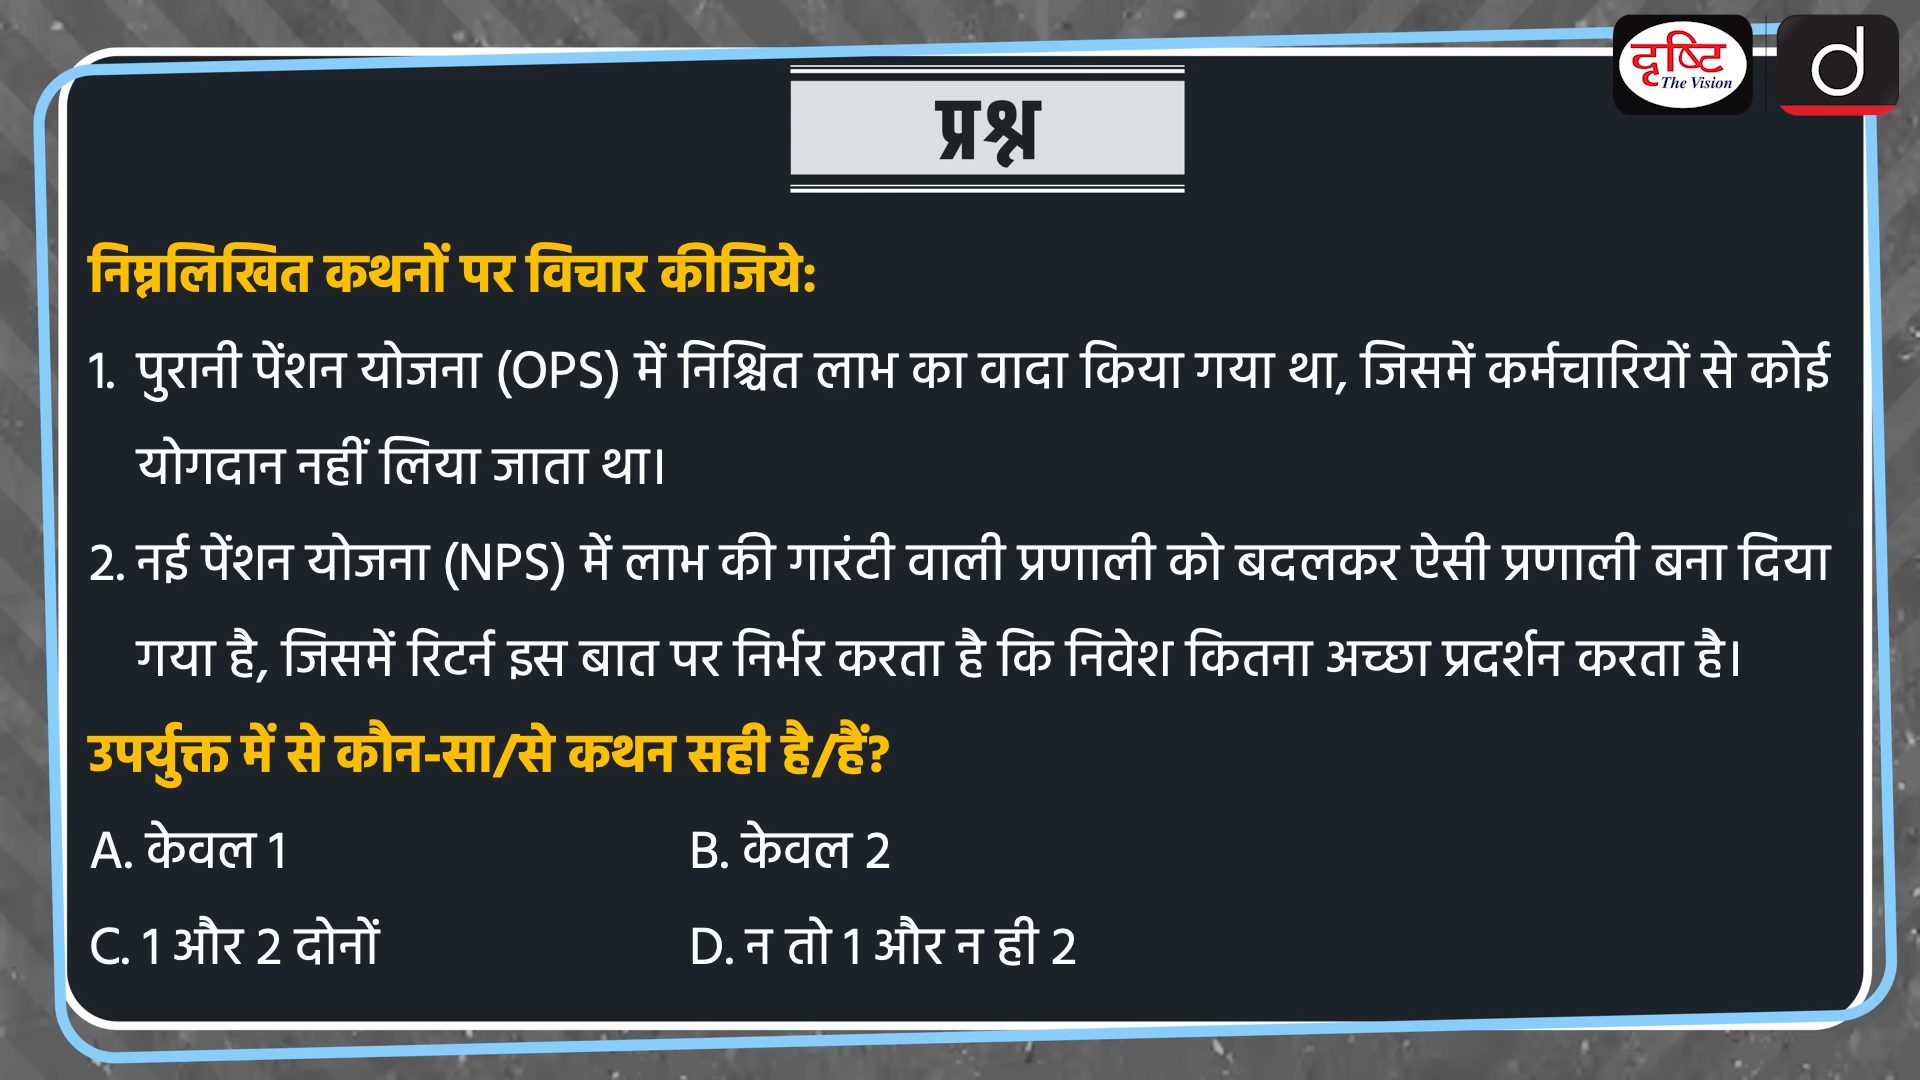 दृष्टि
The Vision
d
प्रश्न
निम्नलिखित कथनों पर विचार कीजिये:
1. पुरानी पेंशन योजना (OPS) में निश्चित लाभ का वादा किया गया था, जिसमें कर्मचारियों से कोई
योगदान नहीं लिया जाता था।
2. नई पेंशन योजना (NPS) में लाभ की गारंटी वाली प्रणाली को बदलकर ऐसी प्रणाली बना दिया
गया है, जिसमें रिटर्न इस बात पर निर्भर करता है कि निवेश कितना अच्छा प्रदर्शन करता है।
उपर्युक्त में से कौन-सा/से कथन सही है/हैं?
A. केवल 1 B. केवल 2
C. 1 और 2 दोनों D. न तो 1 और न ही 2